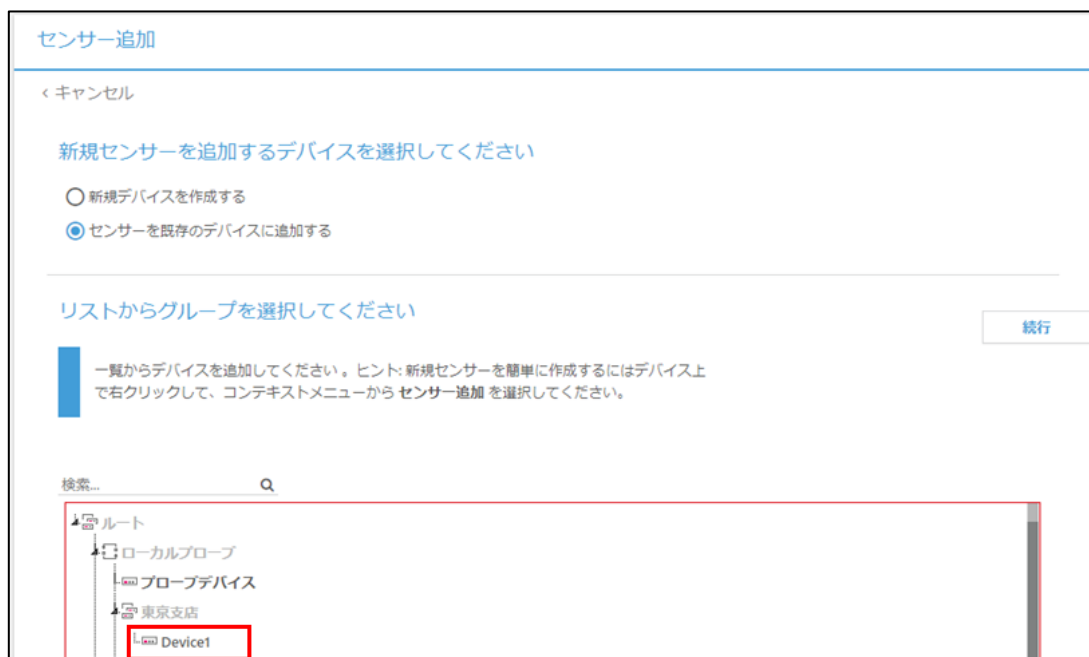 センサー追加
‹ キャンセル
新規センサーを追加するデバイスを選択してください
新規デバイスを作成する
センサーを既存のデバイスに追加する
リストからグループを選択してください
続行
一覧からデバイスを追加してください 。ヒント: 新規センサーを簡単に作成するにはデバイス上
で右クリックして、コンテキストメニューから センサー追加 を選択してください。
検索...
ルート
ローカルプローブ
プローブデバイス
東京支店
Device1